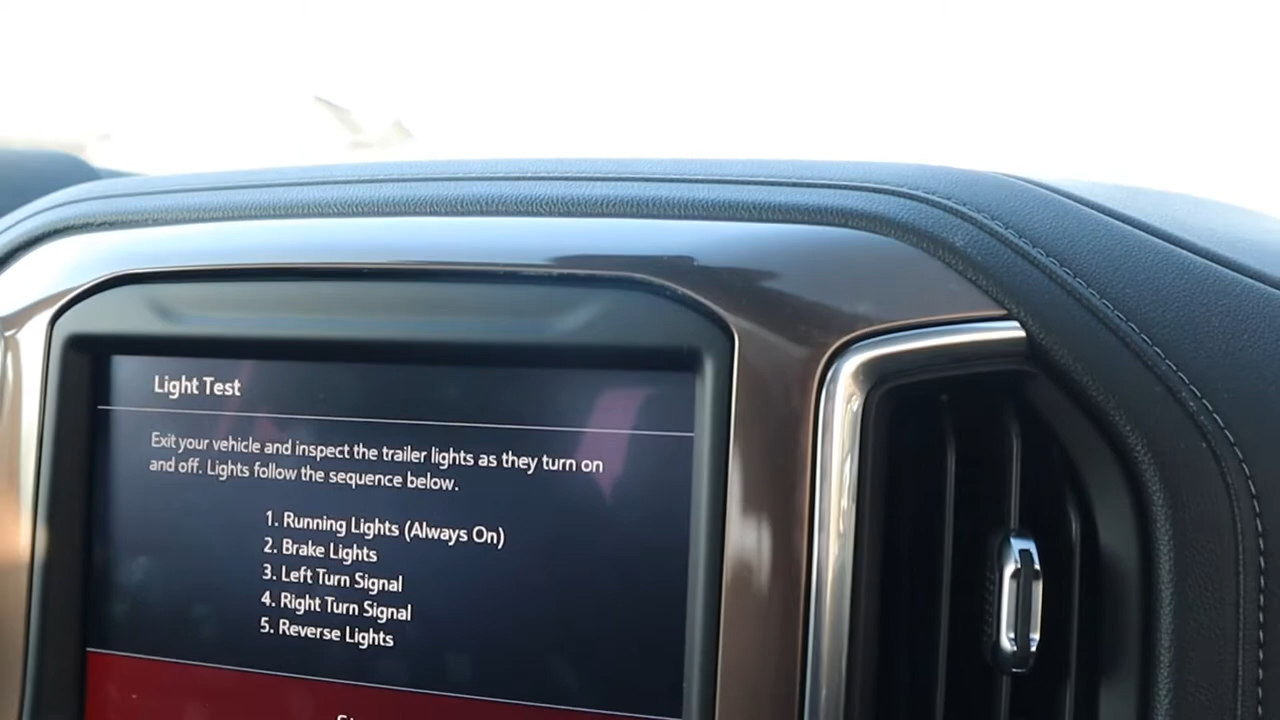 Light Test
Exit your vehicle and inspect the trailer lights as they turn on
and off. Lights follow the sequence below.
1. Running Lights (Always On)
2. Brake Lights
3. Left Turn Signal
4. Right Turn Signal
5. Reverse Lights